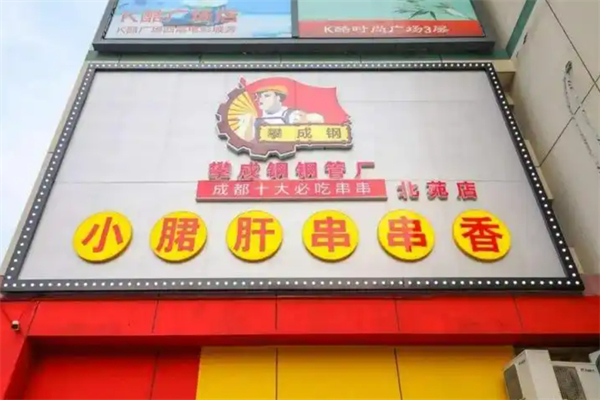 K酷时尚广场3层
攀成钢
攀成钢钢管厂
成都十大必吃串串 北苑店
小腒肝串串香